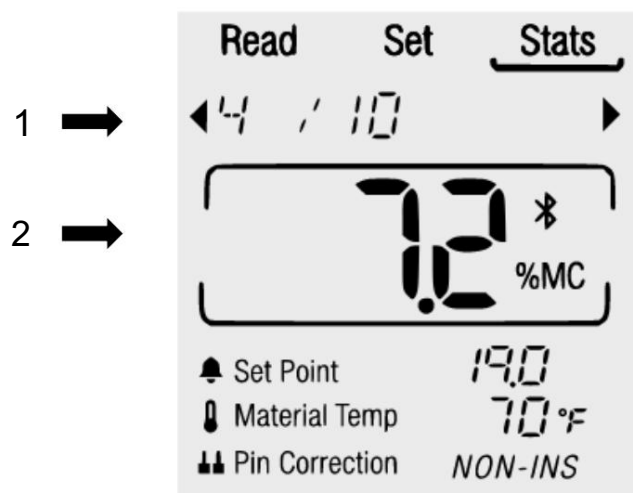 Read Set Stats
1 4 / 10
2 7.2 %MC
Set Point 19.0
Material Temp 70 °F
Pin Correction NON-INS